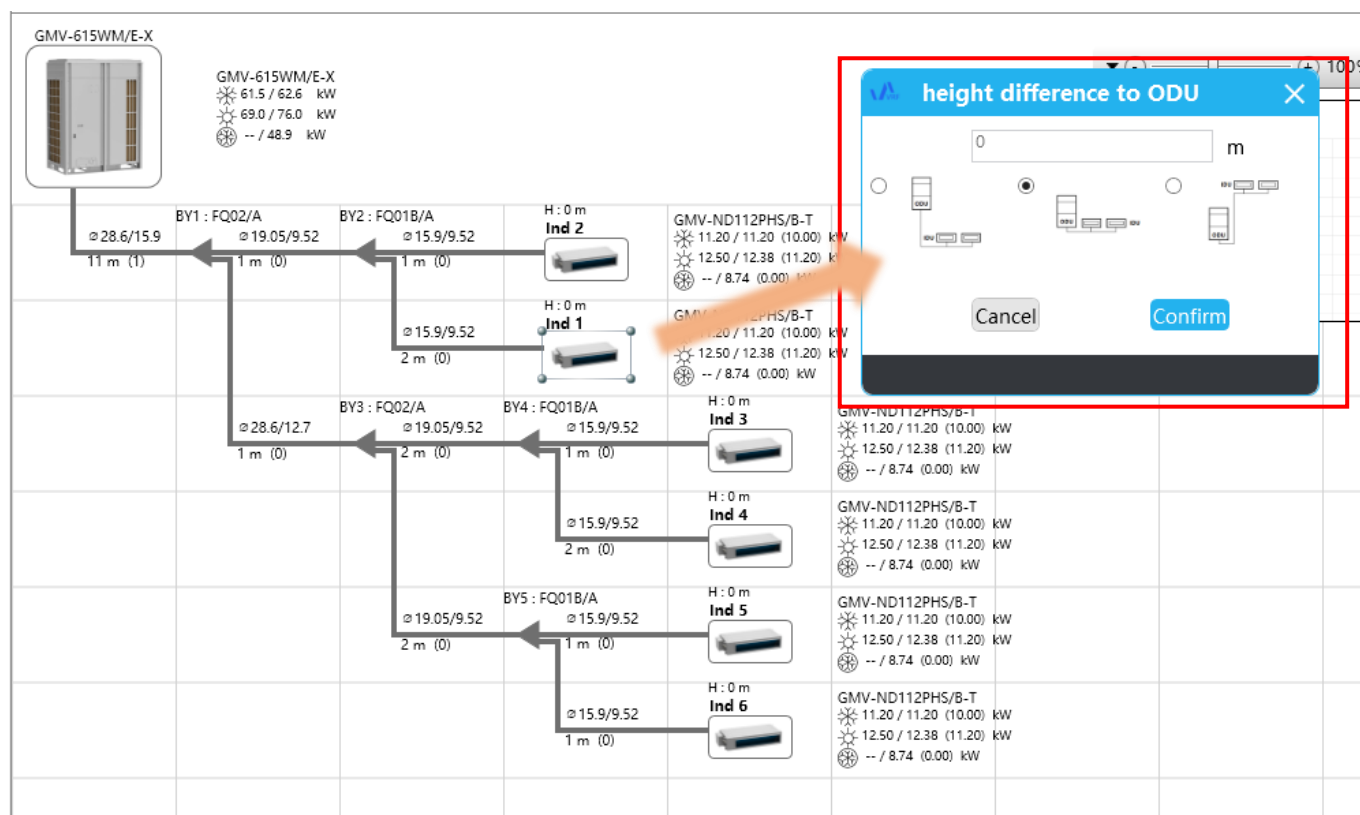 GMV-615WM/E-X
GMV-615WM/E-X
61.5 / 62.6 kW
69.0 / 76.0 kW
-- / 48.9 kW
100%
height difference to ODU
0
m
ODU
IDU
ODU
IDU
IDU
ODU
Cancel
Confirm
⌀28.6/15.9
11 m (1)
BY1 : FQ02/A
⌀19.05/9.52
1 m (0)
BY2 : FQ01B/A
⌀15.9/9.52
1 m (0)
H : 0 m
Ind 2
GMV-ND112PHS/B-T
11.20 / 11.20 (10.00) kW
12.50 / 12.38 (11.20) kW
-- / 8.74 (0.00) kW
⌀15.9/9.52
2 m (0)
H : 0 m
Ind 1
PHS/B-T
11.20 (10.00) kW
12.50 / 12.38 (11.20) kW
-- / 8.74 (0.00) kW
⌀28.6/12.7
1 m (0)
BY3 : FQ02/A
⌀19.05/9.52
2 m (0)
BY4 : FQ01B/A
⌀15.9/9.52
1 m (0)
H : 0 m
Ind 3
GMV-ND112PHS/B-T
11.20 / 11.20 (10.00) kW
12.50 / 12.38 (11.20) kW
-- / 8.74 (0.00) kW
⌀15.9/9.52
2 m (0)
H : 0 m
Ind 4
GMV-ND112PHS/B-T
11.20 / 11.20 (10.00) kW
12.50 / 12.38 (11.20) kW
-- / 8.74 (0.00) kW
⌀19.05/9.52
2 m (0)
BY5 : FQ01B/A
⌀15.9/9.52
1 m (0)
H : 0 m
Ind 5
GMV-ND112PHS/B-T
11.20 / 11.20 (10.00) kW
12.50 / 12.38 (11.20) kW
-- / 8.74 (0.00) kW
⌀15.9/9.52
1 m (0)
H : 0 m
Ind 6
GMV-ND112PHS/B-T
11.20 / 11.20 (10.00) kW
12.50 / 12.38 (11.20) kW
-- / 8.74 (0.00) kW